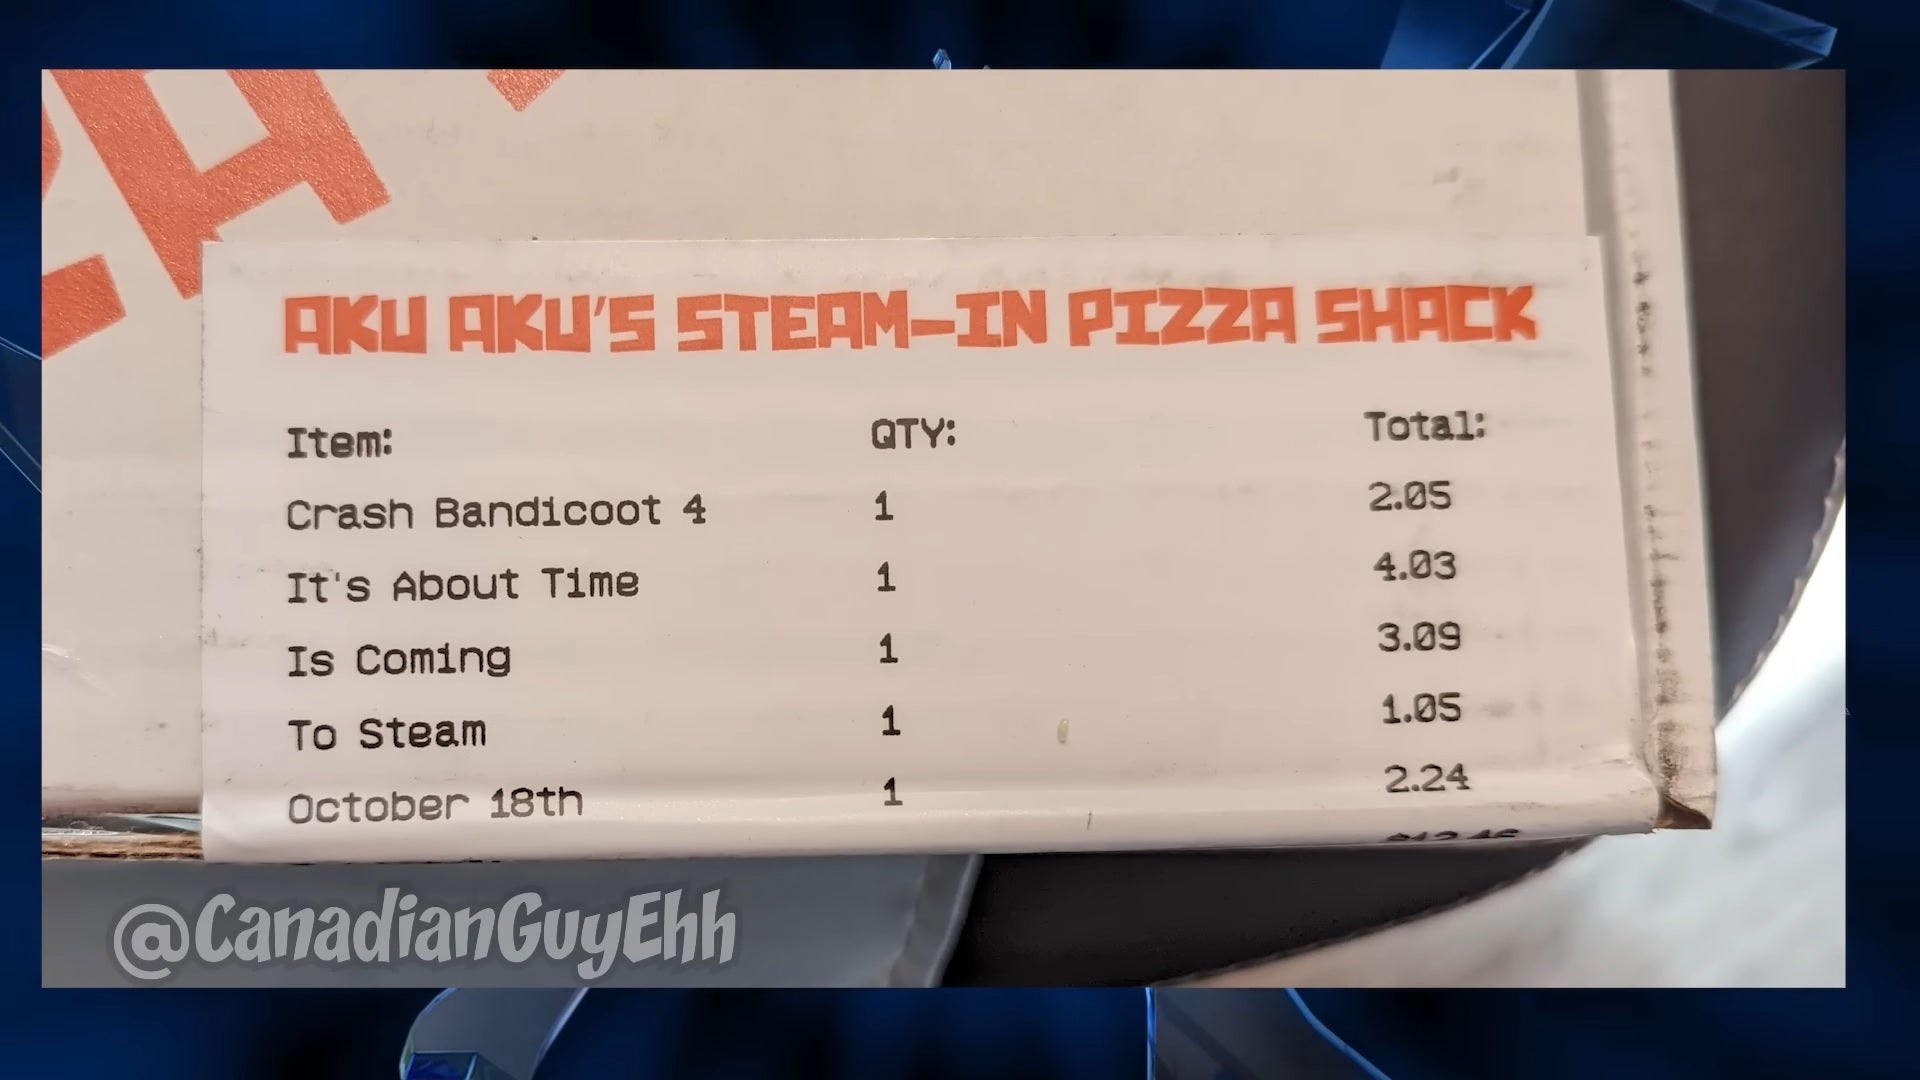 AKU AKU'S STEAM-IN PIZZA SHACK
Item: QTY: Total:
Crash Bandicoot 4 1 2.05
It's About Time 1 4.03
Is Coming 1 3.09
To Steam 1 1.05
October 18th 1 2.24
@CanadianGuyEhh